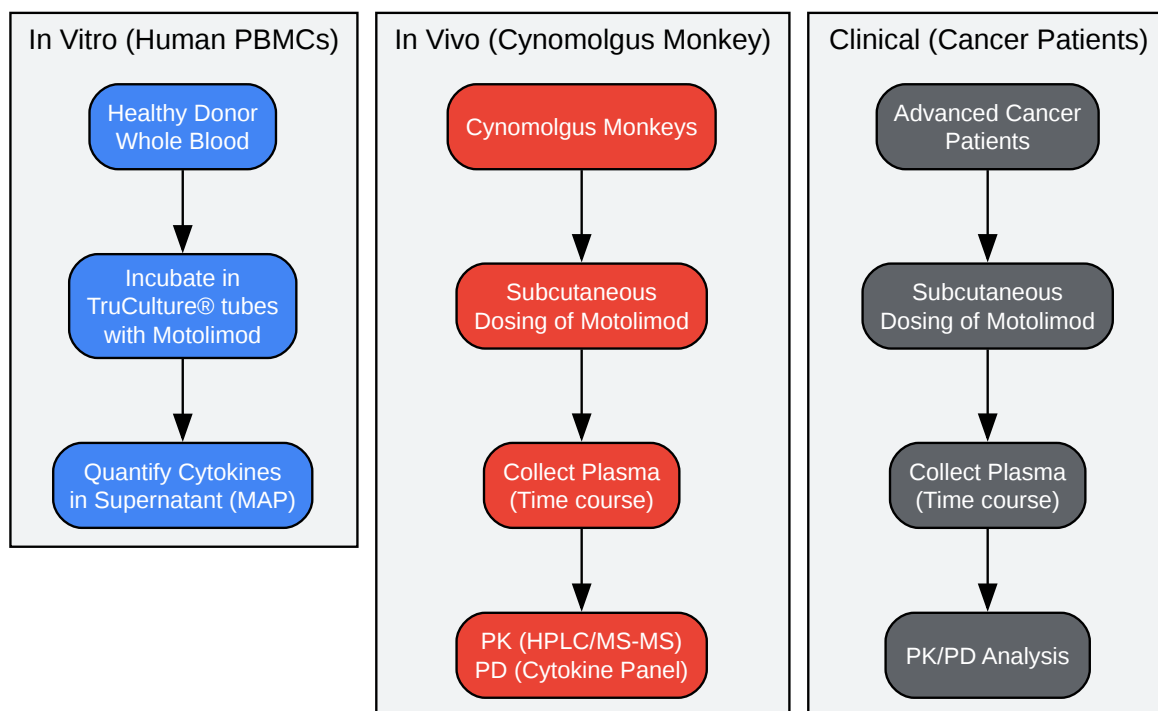 In Vitro (Human PBMCs)
Healthy Donor
Whole Blood
Incubate in
TruCulture® tubes
with Motolimod
Quantify Cytokines
in Supernatant (MAP)
In Vivo (Cynomolgus Monkey)
Cynomolgus Monkeys
Subcutaneous
Dosing of Motolimod
Collect Plasma
(Time course)
PK (HPLC/MS-MS)
PD (Cytokine Panel)
Clinical (Cancer Patients)
Advanced Cancer
Patients
Subcutaneous
Dosing of Motolimod
Collect Plasma
(Time course)
PK/PD Analysis